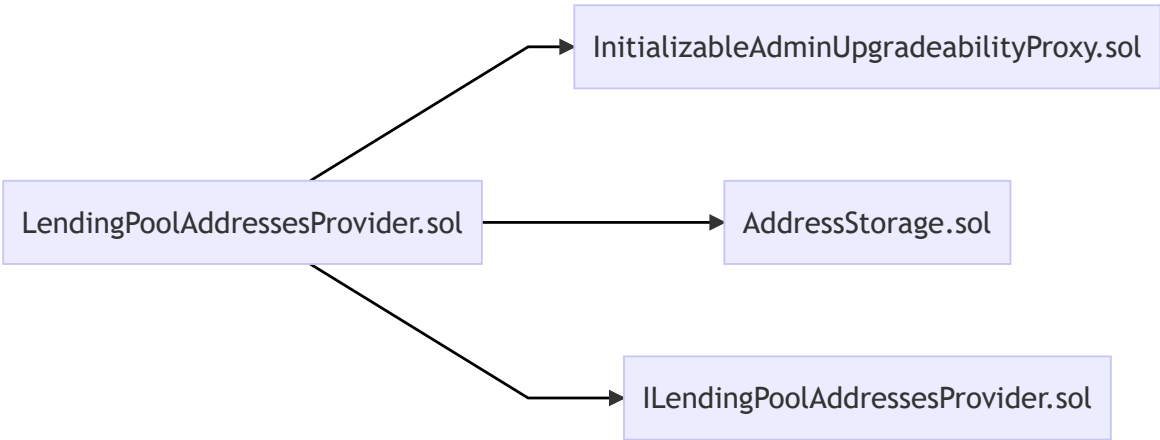 InitializableAdminUpgradeabilityProxy.sol
LendingPoolAddressesProvider.sol
AddressStorage.sol
ILendingPoolAddressesProvider.sol